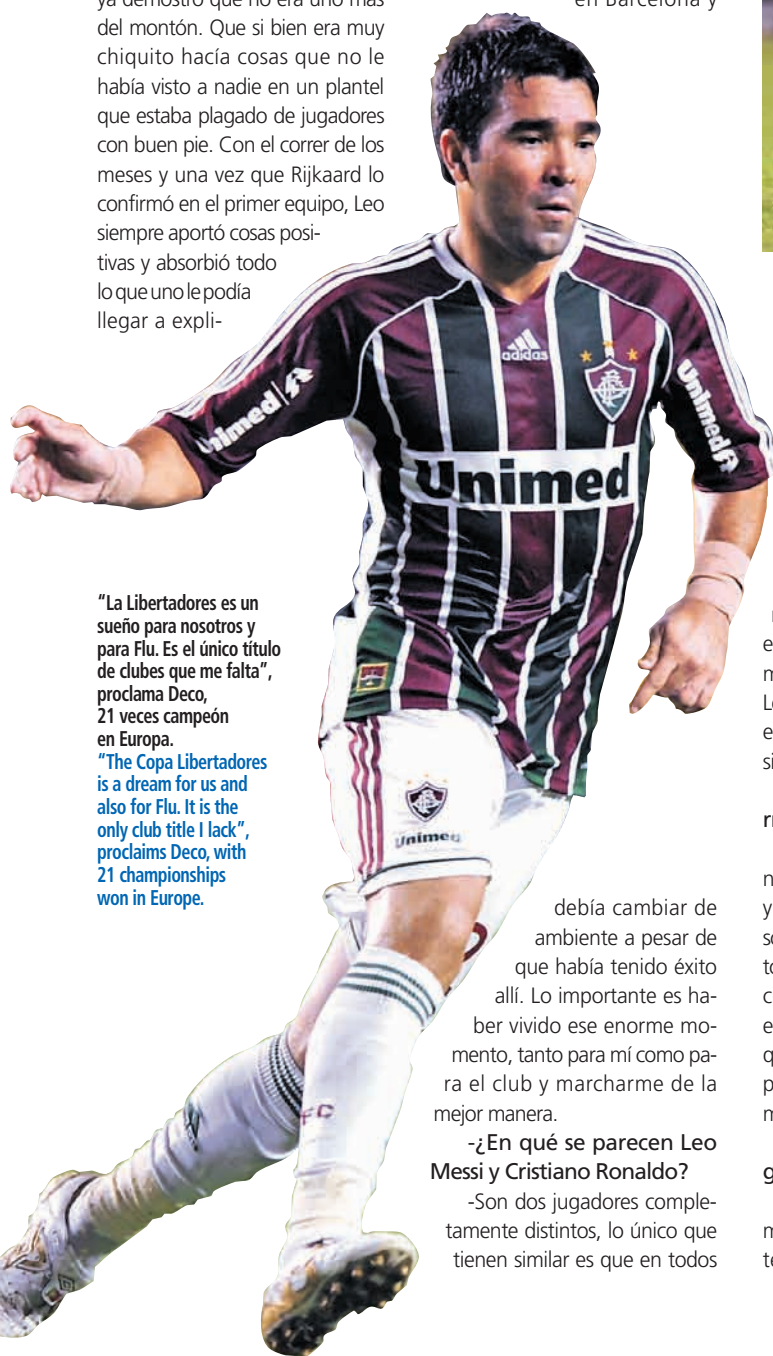 ya demostró que no era uno más
del montón. Que si bien era muy
chiquito hacía cosas que no le
había visto a nadie en un plantel
que estaba plagado de jugadores
con buen pie. Con el correr de los
meses y una vez que Rijkaard lo
confirmó en el primer equipo, Leo
siempre aportó cosas posi-
tivas y absorbió todo
lo que uno le podía
llegar a expli-
en Barcelona y
adidas
Unimed
Unimed
Unimed
Unimed
FC
“La Libertadores es un
sueño para nosotros y
para Flu. Es el único título
de clubes que me falta”,
proclama Deco,
21 veces campeón
en Europa.
“The Copa Libertadores
is a dream for us and
also for Flu. It is the
only club title I lack”,
proclaims Deco, with
21 championships
won in Europe.
debía cambiar de
ambiente a pesar de
que había tenido éxito
allí. Lo importante es ha-
ber vivido ese enorme mo-
mento, tanto para mí como pa-
ra el club y marcharme de la
mejor manera.
-¿En qué se parecen Leo
Messi y Cristiano Ronaldo?
-Son dos jugadores comple-
tamente distintos, lo único que
tienen similar es que en todos